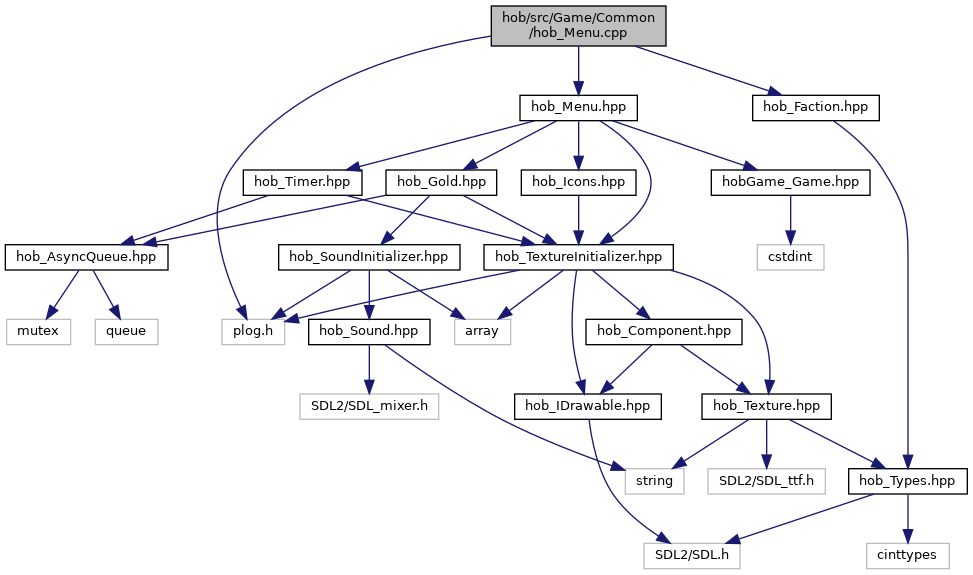 hob/src/Game/Common
/hob_Menu.cpp
hob_Menu.hpp
hob_Faction.hpp
hob_Timer.hpp
hob_Gold.hpp
hob_Icons.hpp
hobGame_Game.hpp
hob_AsyncQueue.hpp
hob_SoundInitializer.hpp
hob_TextureInitializer.hpp
cstdint
mutex
queue
plog.h
hob_Sound.hpp
array
hob_Component.hpp
SDL2/SDL_mixer.h
hob_IDrawable.hpp
hob_Texture.hpp
string
SDL2/SDL_ttf.h
hob_Types.hpp
SDL2/SDL.h
cinttypes